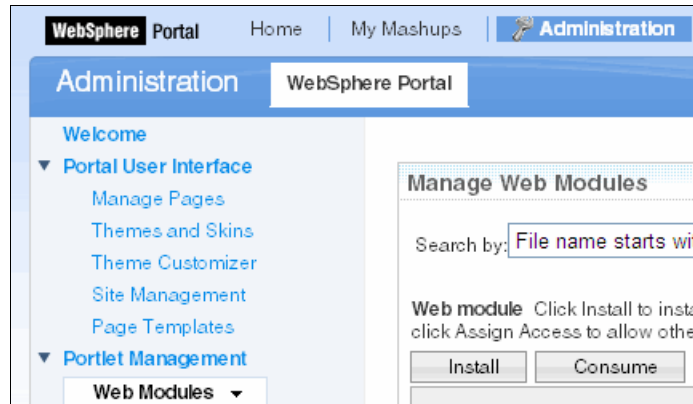 WebSphere Portal Home My Mashups Administration
Administration WebSphere Portal
Welcome
Portal User Interface
Manage Pages
Themes and Skins
Theme Customizer
Site Management
Page Templates
Portlet Management
Web Modules
Manage Web Modules
Search by: File name starts wi
Web module Click Install to insta
click Assign Access to allow othe
Install Consume